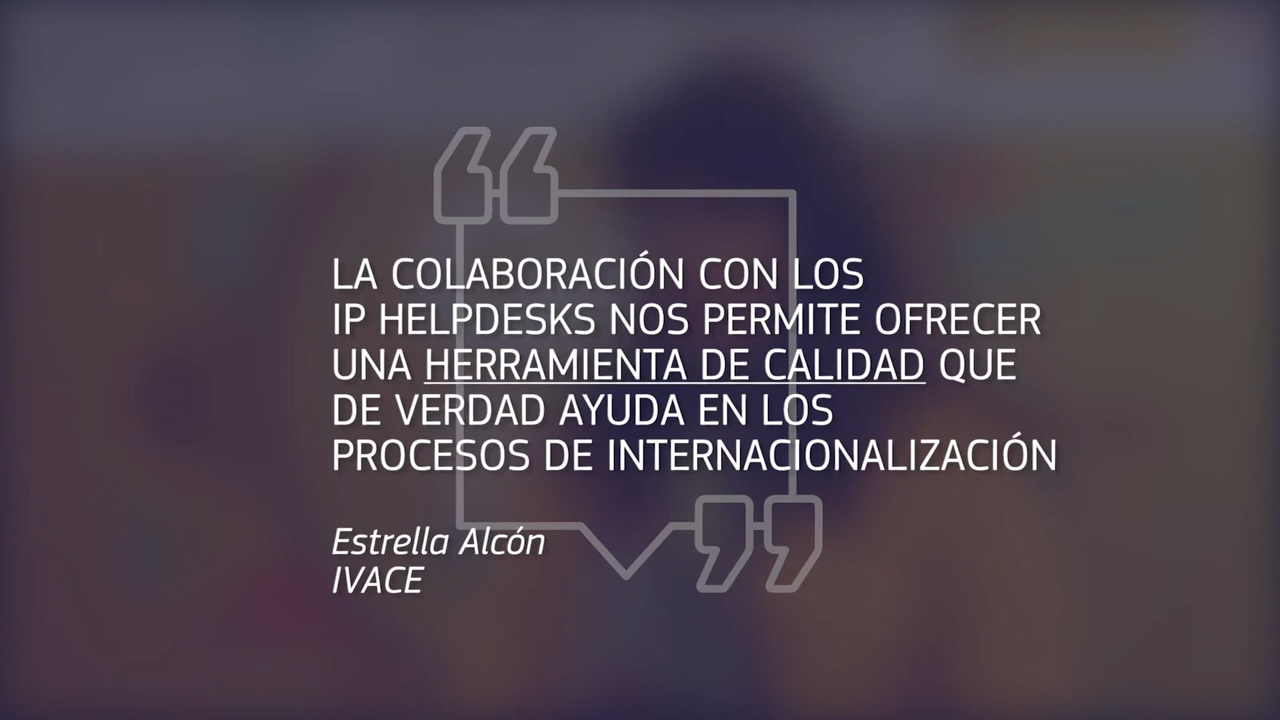 LA COLABORACIÓN CON LOS
IP HELPDESKS NOS PERMITE OFRECER
UNA HERRAMIENTA DE CALIDAD QUE
DE VERDAD AYUDA EN LOS
PROCESOS DE INTERNACIONALIZACIÓN
Estrella Alcón
IVACE